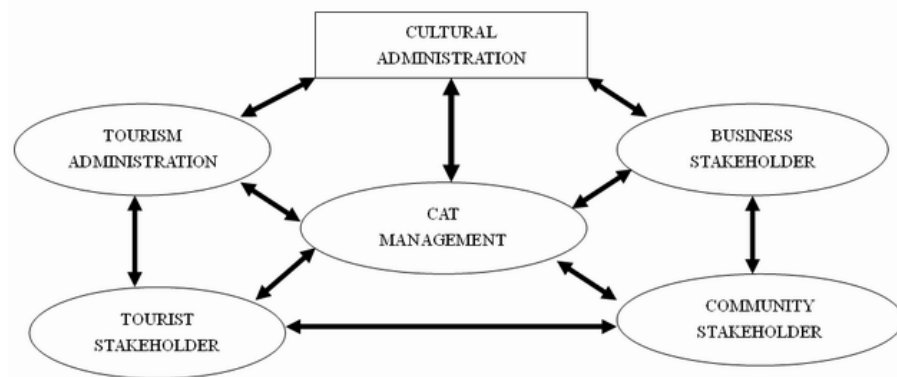 CULTURAL
ADMINISTRATION
TOURISM
ADMINISTRATION
BUSINESS
STAKEHOLDER
CAT
MANAGEMENT
TOURIST
STAKEHOLDER
COMMUNITY
STAKEHOLDER